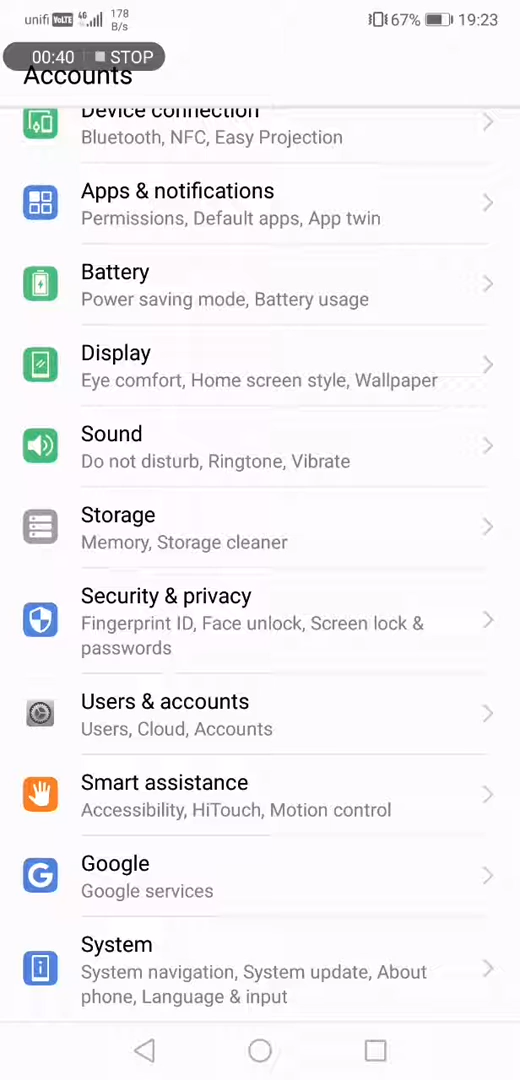 unifi VoLTE 4G 178 B/s 67% 19:23
00:40 STOP
Accounts
Device connection
Bluetooth, NFC, Easy Projection
Apps & notifications
Permissions, Default apps, App twin
Battery
Power saving mode, Battery usage
Display
Eye comfort, Home screen style, Wallpaper
Sound
Do not disturb, Ringtone, Vibrate
Storage
Memory, Storage cleaner
Security & privacy
Fingerprint ID, Face unlock, Screen lock &
passwords
Users & accounts
Users, Cloud, Accounts
Smart assistance
Accessibility, HiTouch, Motion control
Google
Google services
System
System navigation, System update, About
phone, Language & input